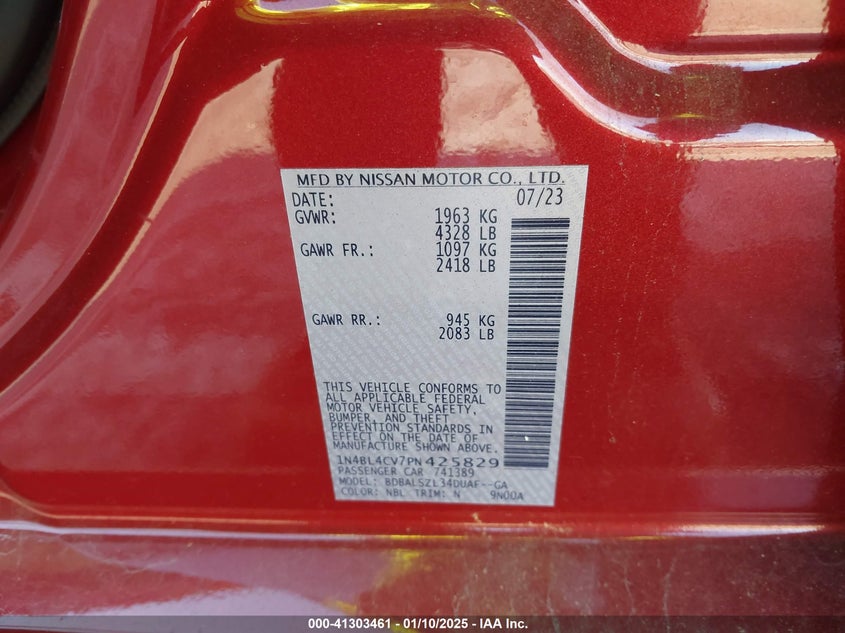 MFD BY NISSAN MOTOR CO., LTD.
DATE: 07/23
GVWR: 1963 KG
4328 LB
GAWR FR.: 1097 KG
2418 LB
GAWR RR.: 945 KG
2083 LB
THIS VEHICLE CONFORMS TO
ALL APPLICABLE FEDERAL
MOTOR VEHICLE SAFETY,
BUMPER, AND THEFT
PREVENTION STANDARDS IN
EFFECT ON THE DATE OF
MANUFACTURE SHOWN ABOVE.
1N4BL4CV7PN425829
PASSENGER CAR 741389
MODEL: BDBALSZL34DUAF--GA
COLOR: NBL TRIM: N 9N00A
000-41303461 - 01/10/2025 - IAA Inc.